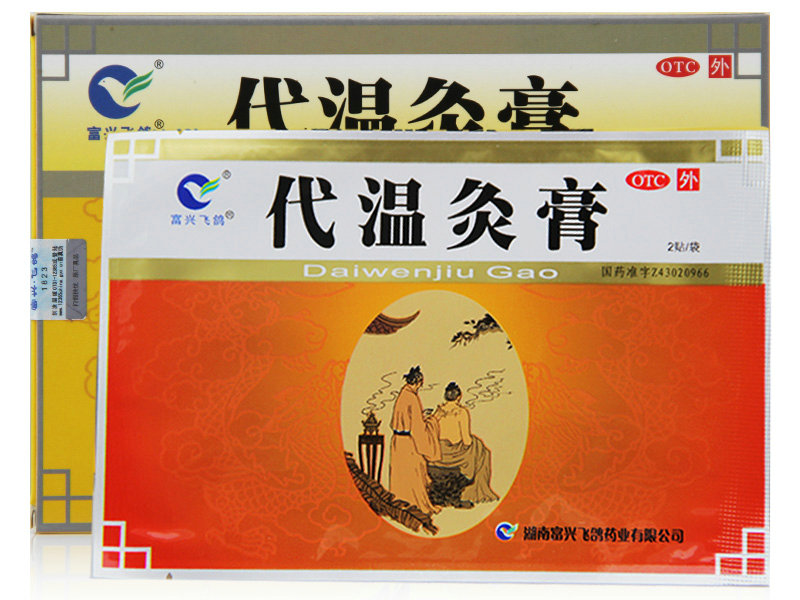 OTC 外
代温灸膏
富兴飞鸽
OTC 外
代温灸膏
富兴飞鸽
2贴/袋
Daiwenjiu Gao
国药准字Z43020966
1823
湖南富兴飞鸽药业有限公司